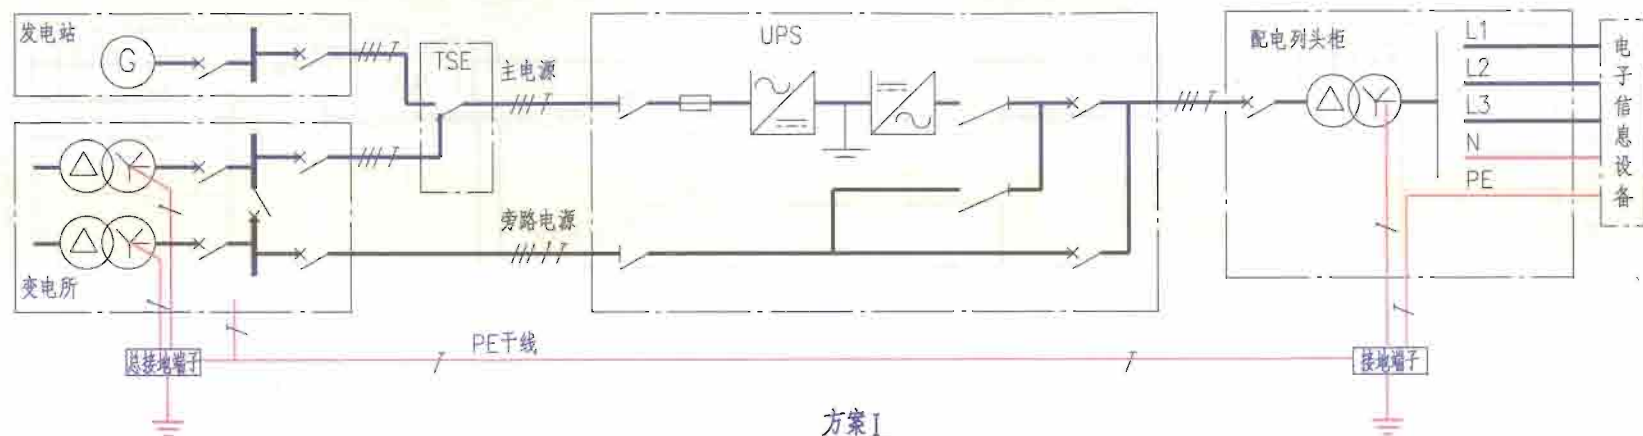 发电站
G
TSE
主电源
UPS
配电列头柜
L1
L2
L3
N
PE
电子信息设备
旁路电源
变电所
PE干线
总接地端子
接地端子
方案I